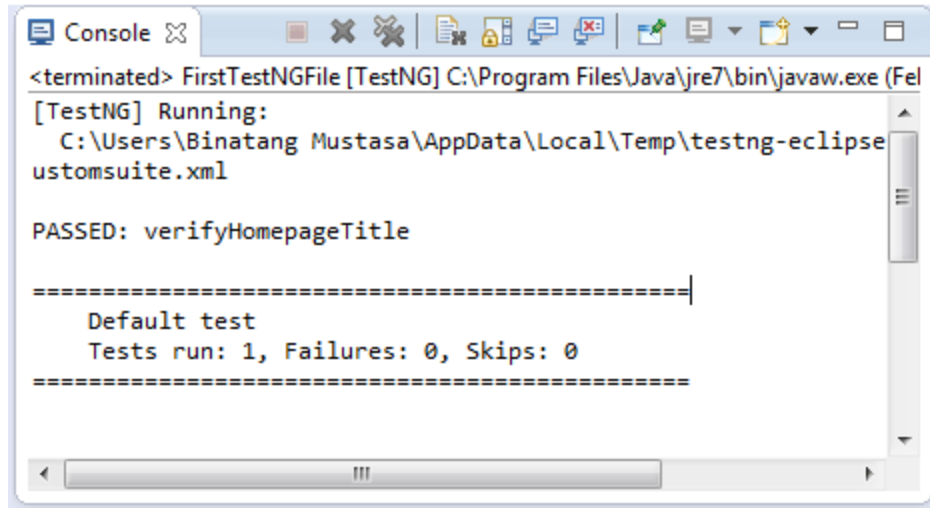 Console
<terminated> FirstTestNGFile [TestNG] C:\Program Files\Java\jre7\bin\javaw.exe (Fel
[TestNG] Running:
  C:\Users\Binatang Mustasa\AppData\Local\Temp\testng-eclipse
ustomsuite.xml

PASSED: verifyHomepageTitle

===============================================
    Default test
    Tests run: 1, Failures: 0, Skips: 0
===============================================